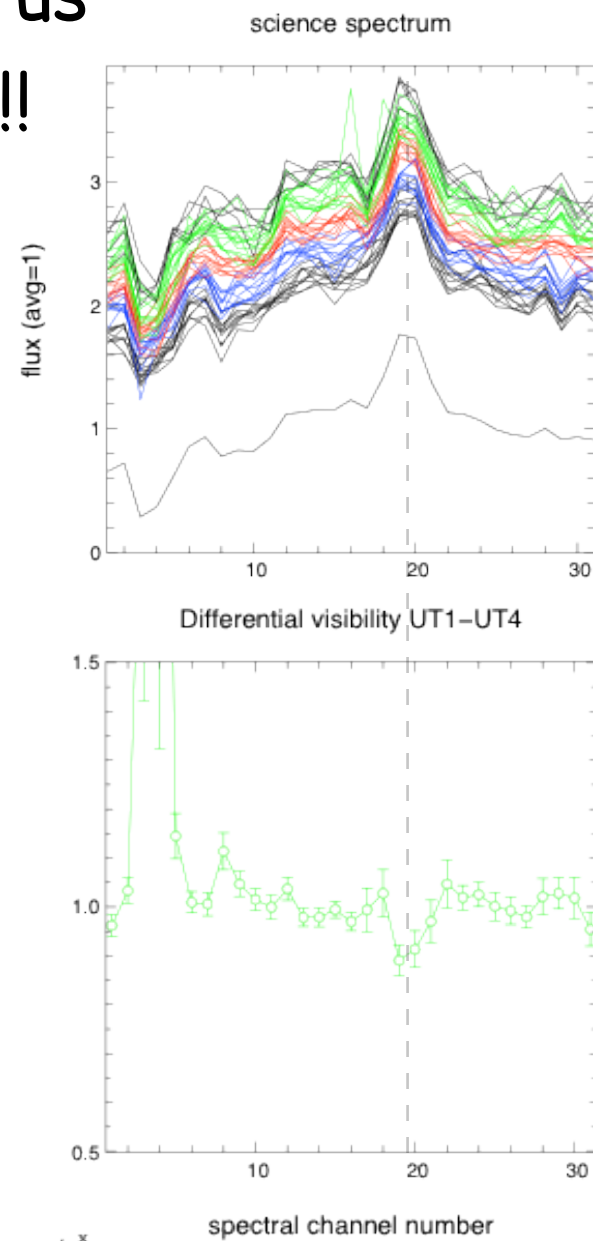 us
!!
science spectrum
flux (avg=1)
3
2
1
0
10 20 30
Differential visibility UT1–UT4
1.5
1.0
0.5
10 20 30
spectral channel number
x